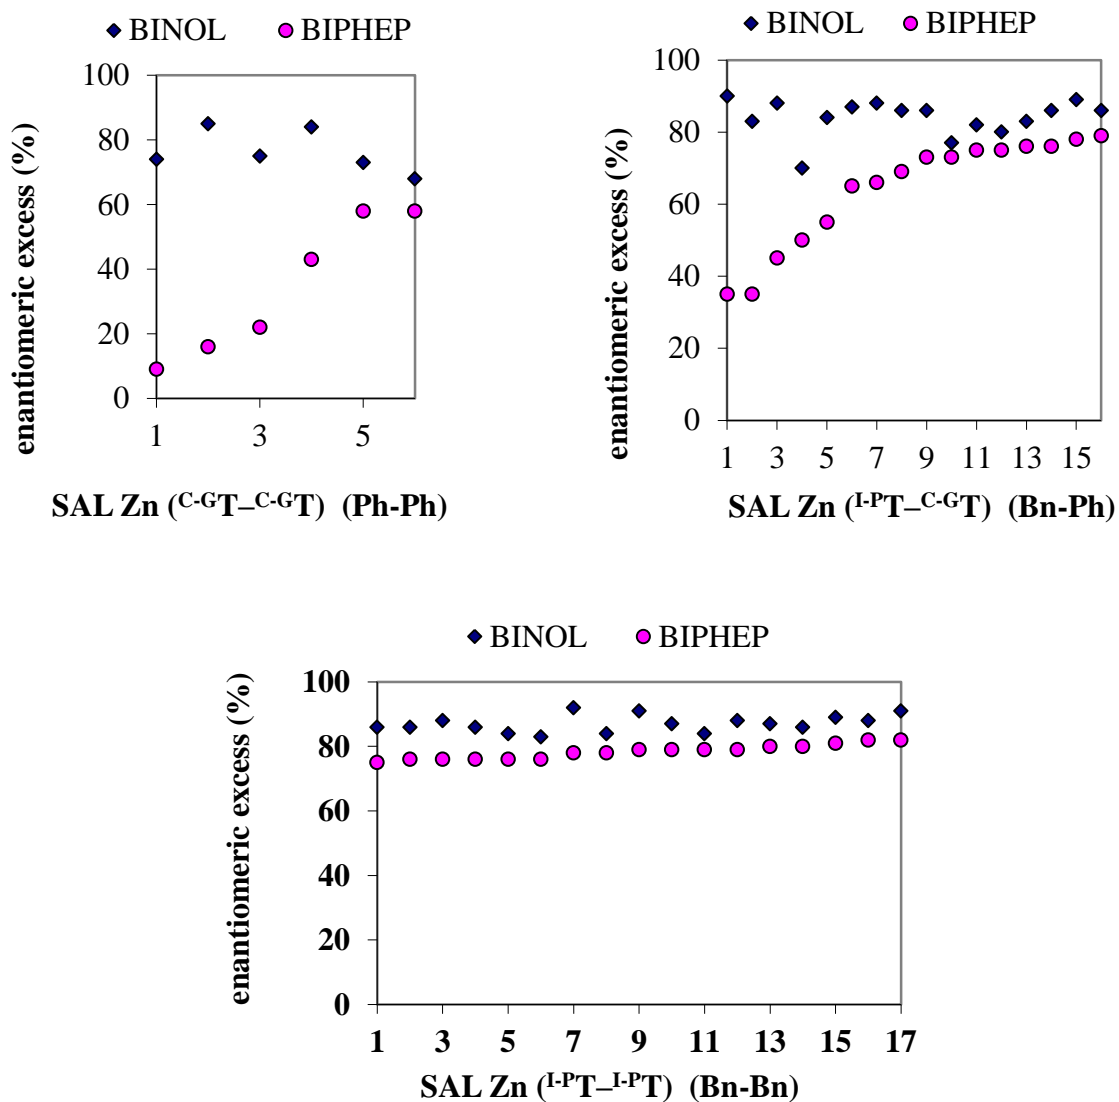 BINOL BIPHEP
enantiomeric excess (%)
100
80
60
40
20
0
1 3 5
SAL Zn (C-GT–C-GT) (Ph-Ph)
BINOL BIPHEP
enantiomeric excess (%)
100
80
60
40
20
0
1 3 5 7 9 11 13 15
SAL Zn (I-PT–C-GT) (Bn-Ph)
BINOL BIPHEP
enantiomeric excess (%)
100
80
60
40
20
0
1 3 5 7 9 11 13 15 17
SAL Zn (I-PT–I-PT) (Bn-Bn)